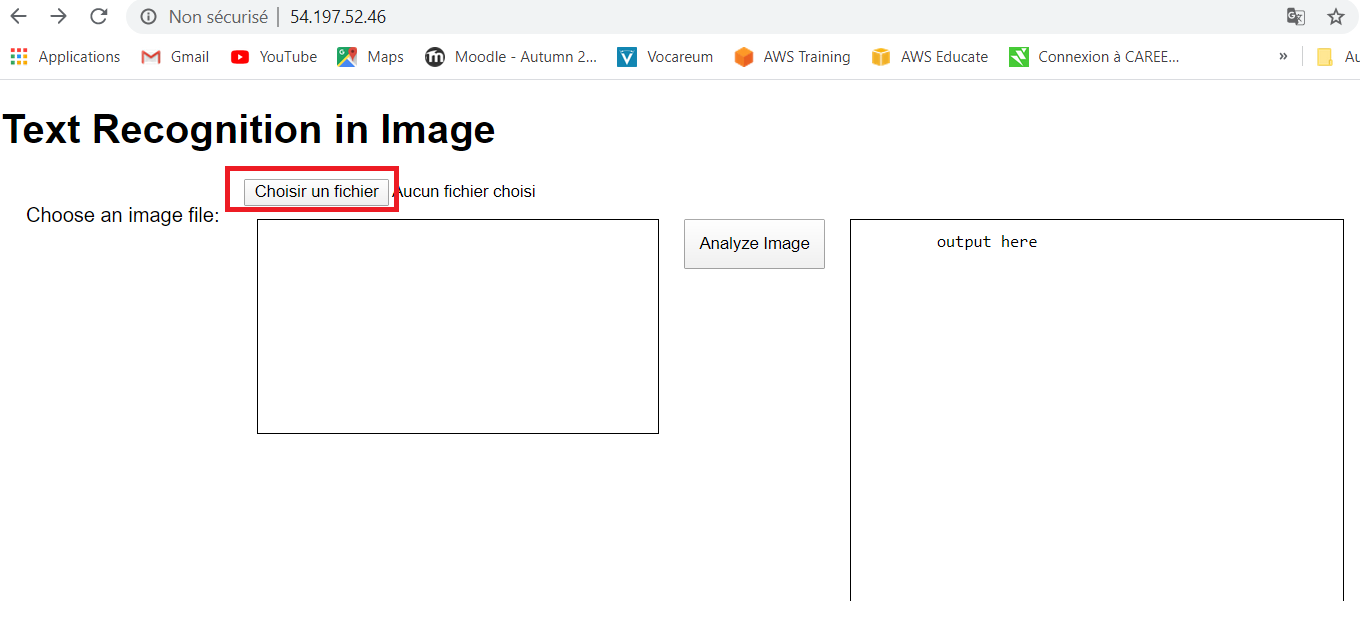 Non sécurisé | 54.197.52.46
Applications Gmail YouTube Maps Moodle - Autumn 2... Vocareum AWS Training AWS Educate Connexion à CAREE... » Au
Text Recognition in Image
Choisir un fichier Aucun fichier choisi
Choose an image file:
Analyze Image
output here